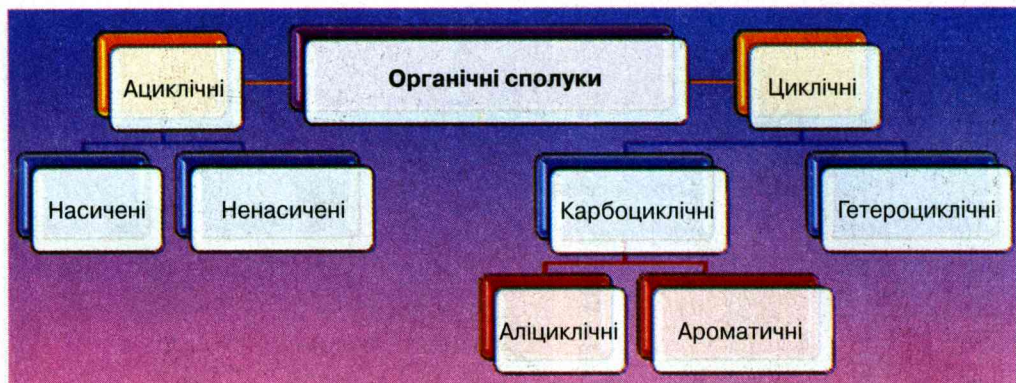 Органічні сполуки
Ациклічні
Циклічні
Насичені
Ненасичені
Карбоциклічні
Гетероциклічні
Аліциклічні
Ароматичні